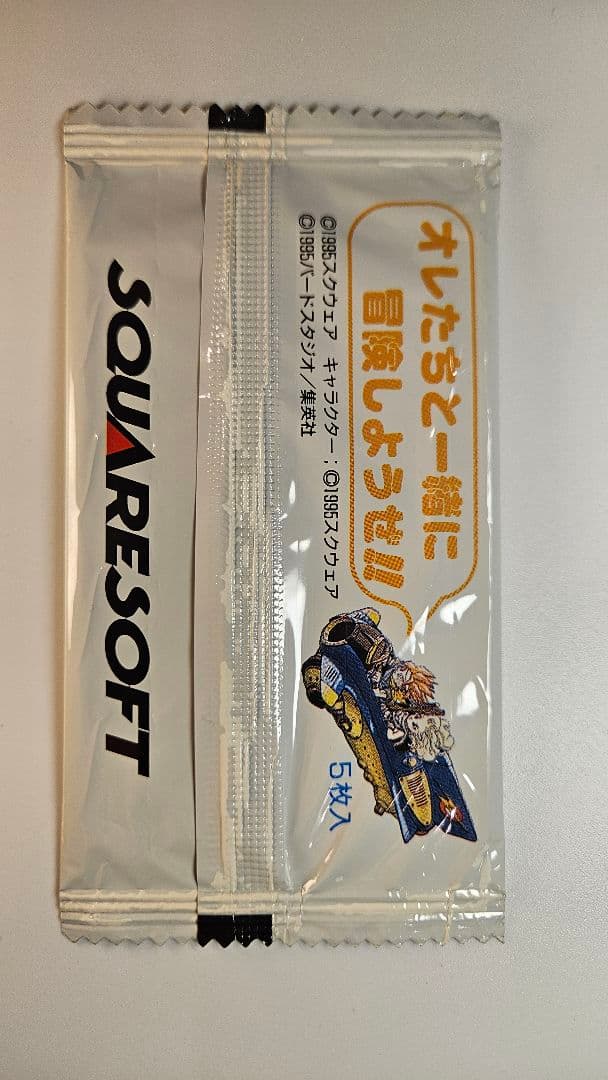 オレたちと一緒に
冒険しようぜ!!
©1995スクウェア キャラクター：©1995スクウェア
©1995バードスタジオ／集英社
5枚入
SQUARESOFT